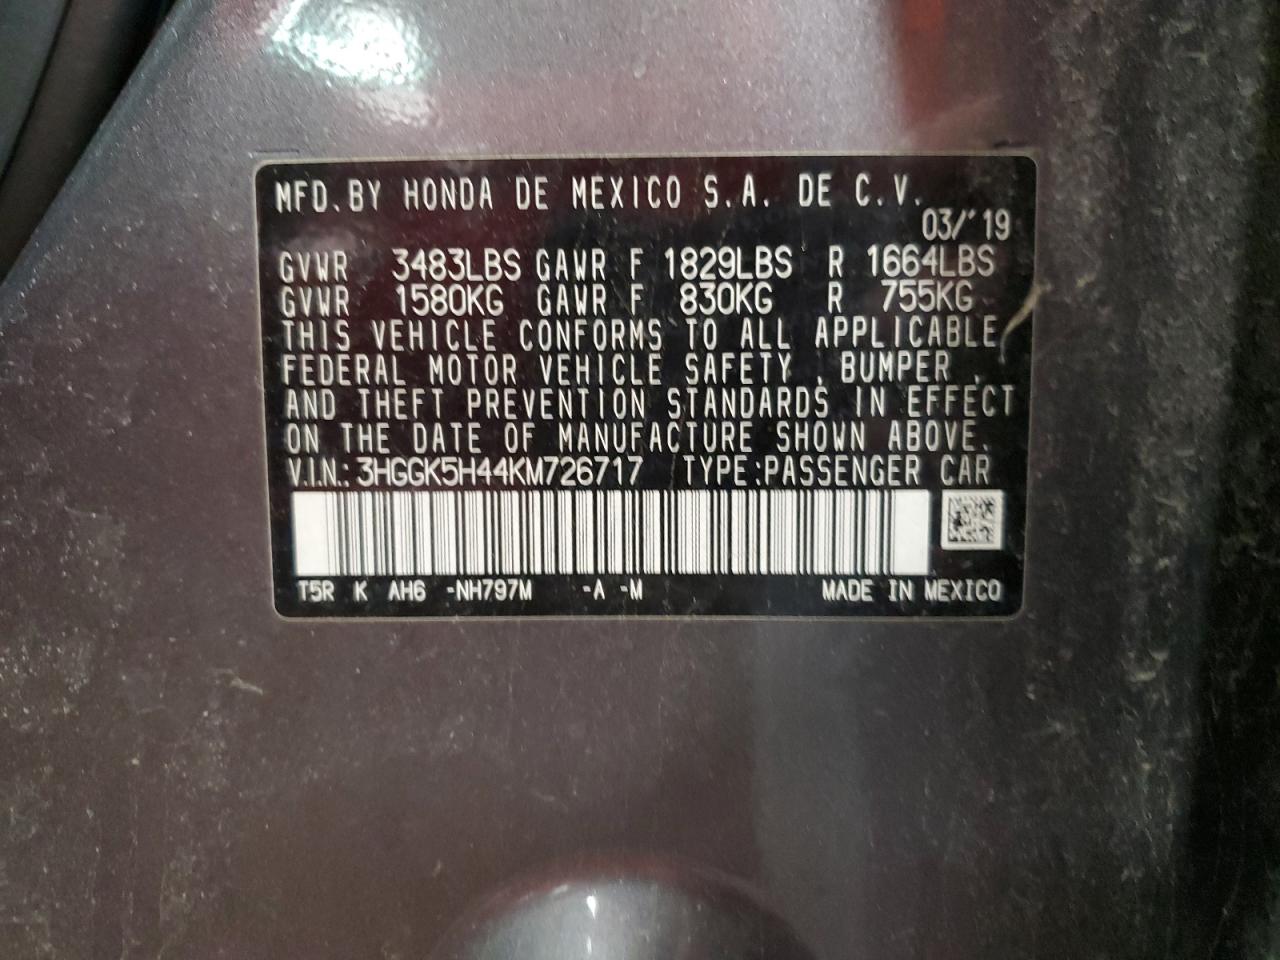 MFD.BY HONDA DE MEXICO S.A. DE C.V.
03/'19
GVWR 3483LBS GAWR F 1829LBS R 1664LBS
GVWR 1580KG GAWR F 830KG R 755KG
THIS VEHICLE CONFORMS TO ALL APPLICABLE
FEDERAL MOTOR VEHICLE SAFETY , BUMPER ,
AND THEFT PREVENTION STANDARDS IN EFFECT
ON THE DATE OF MANUFACTURE SHOWN ABOVE.
V.I.N.: 3HGGK5H44KM726717 TYPE:PASSENGER CAR
T5R K AH6 -NH797M -A -M MADE IN MEXICO